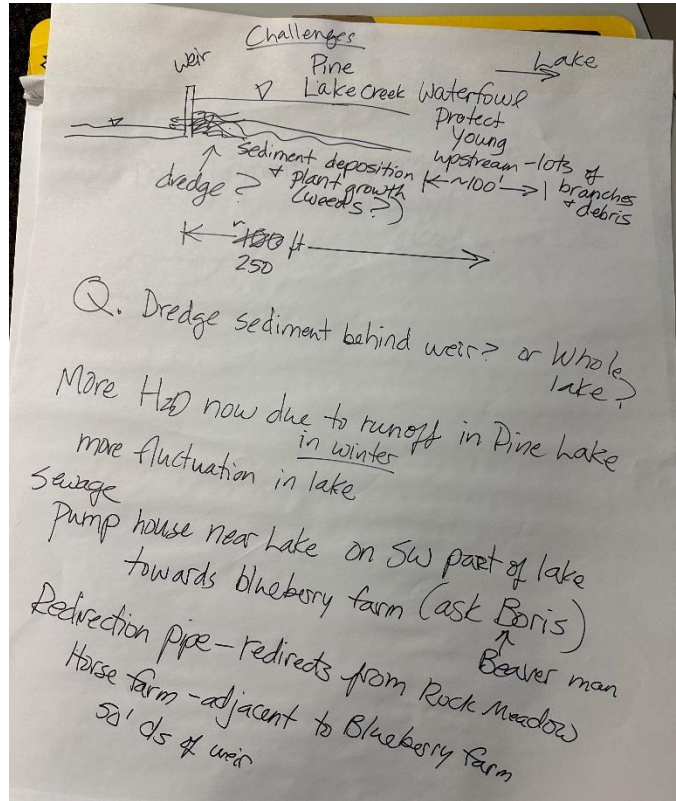 Challenges
weir
Pine
Lake Creek
Lake
Waterfowl
Protect
Young
upstream - lots of
branches
+ debris
|← ~100' →|
dredge?
Sediment deposition
+ plant growth
(weeds?)
~100 ft
250
Q. Dredge sediment behind weir? or Whole
lake?
More H2O now due to runoff in Pine Lake
in winter
more fluctuation in lake
Sewage
Pump house near Lake on SW part of lake
towards blueberry farm (ask Boris)
Beaver man
Redirection pipe - redirects from Rock Meadow
Horse farm - adjacent to Blueberry farm
50' ds of weir